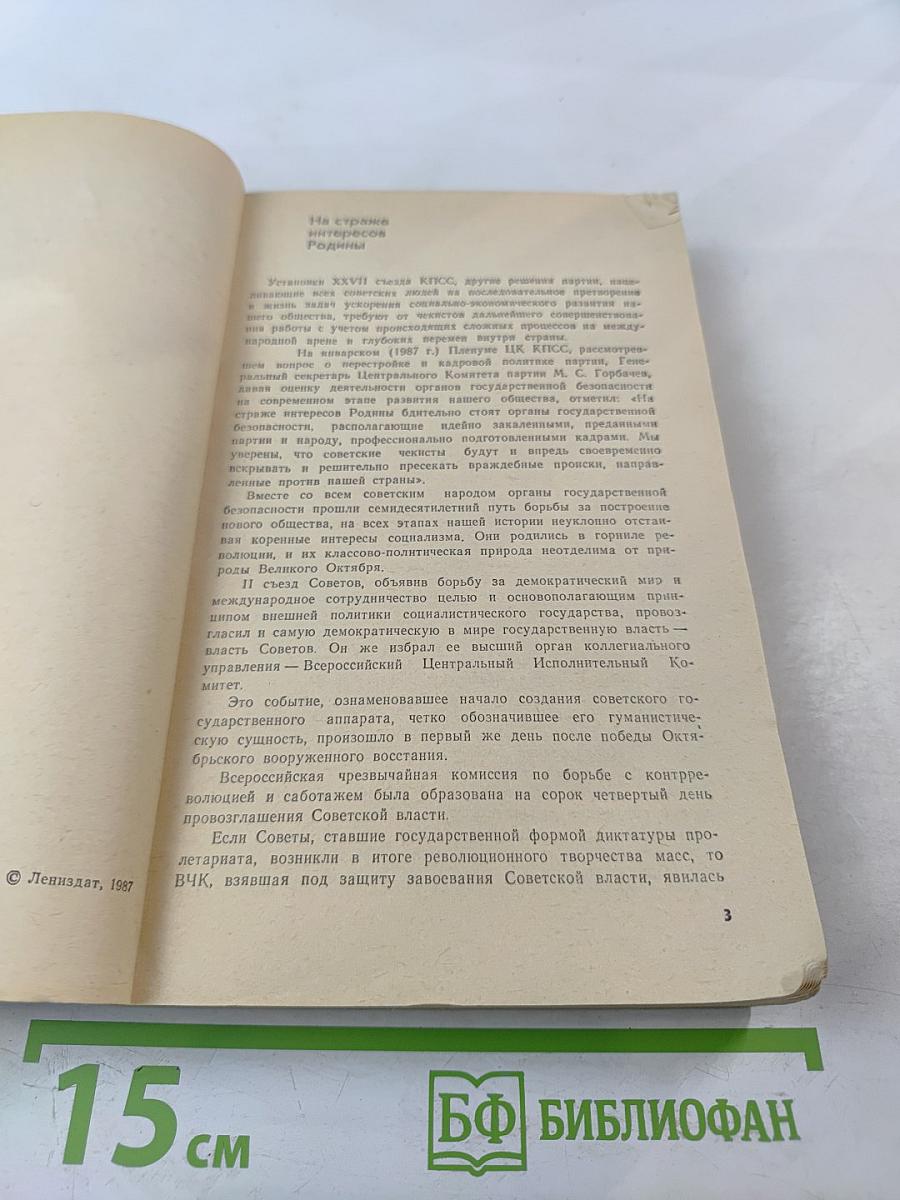 © Лениздат, 1987
На страже
интересов
Родины
Установки XXVII съезда КПСС, другие решения партии, наце-
ливающие всех советских людей на последовательное претворение
в жизнь задач ускорения социально-экономического развития на-
шего общества, требуют от чекистов дальнейшего совершенствова-
ния работы с учетом происходящих сложных процессов на между-
народной арене и глубоких перемен внутри страны.
На январском (1987 г.) Пленуме ЦК КПСС, рассмотрев-
шем вопрос о перестройке и кадровой политике партии, Гене-
ральный секретарь Центрального Комитета партии М. С. Горбачев,
давая оценку деятельности органов государственной безопасности
на современном этапе развития нашего общества, отметил: «На
страже интересов Родины бдительно стоят органы государственной
безопасности, располагающие идейно закаленными, преданными
партии и народу, профессионально подготовленными кадрами. Мы
уверены, что советские чекисты будут и впредь своевременно
вскрывать и решительно пресекать враждебные происки, направ-
ленные против нашей страны».
Вместе со всем советским народом органы государственной
безопасности прошли семидесятилетний путь борьбы за построение
нового общества, на всех этапах нашей истории неуклонно отстаи-
вая коренные интересы социализма. Они родились в горниле ре-
волюции, и их классово-политическая природа неотделима от при-
роды Великого Октября.
II съезд Советов, объявив борьбу за демократический мир и
международное сотрудничество целью и основополагающим прин-
ципом внешней политики социалистического государства, провоз-
гласил и самую демократическую в мире государственную власть —
власть Советов. Он же избрал ее высший орган коллегиального
управления — Всероссийский Центральный Исполнительный Ко-
митет.
Это событие, ознаменовавшее начало создания советского го-
сударственного аппарата, четко обозначившее его гуманистиче-
скую сущность, произошло в первый же день после победы Октя-
брьского вооруженного восстания.
Всероссийская чрезвычайная комиссия по борьбе с контрре-
волюцией и саботажем была образована на сорок четвертый день
провозглашения Советской власти.
Если Советы, ставшие государственной формой диктатуры про-
летариата, возникли в итоге революционного творчества масс, то
ВЧК, взявшая под защиту завоевания Советской власти, явилась
3
15 см
БФ БИБЛИОФАН